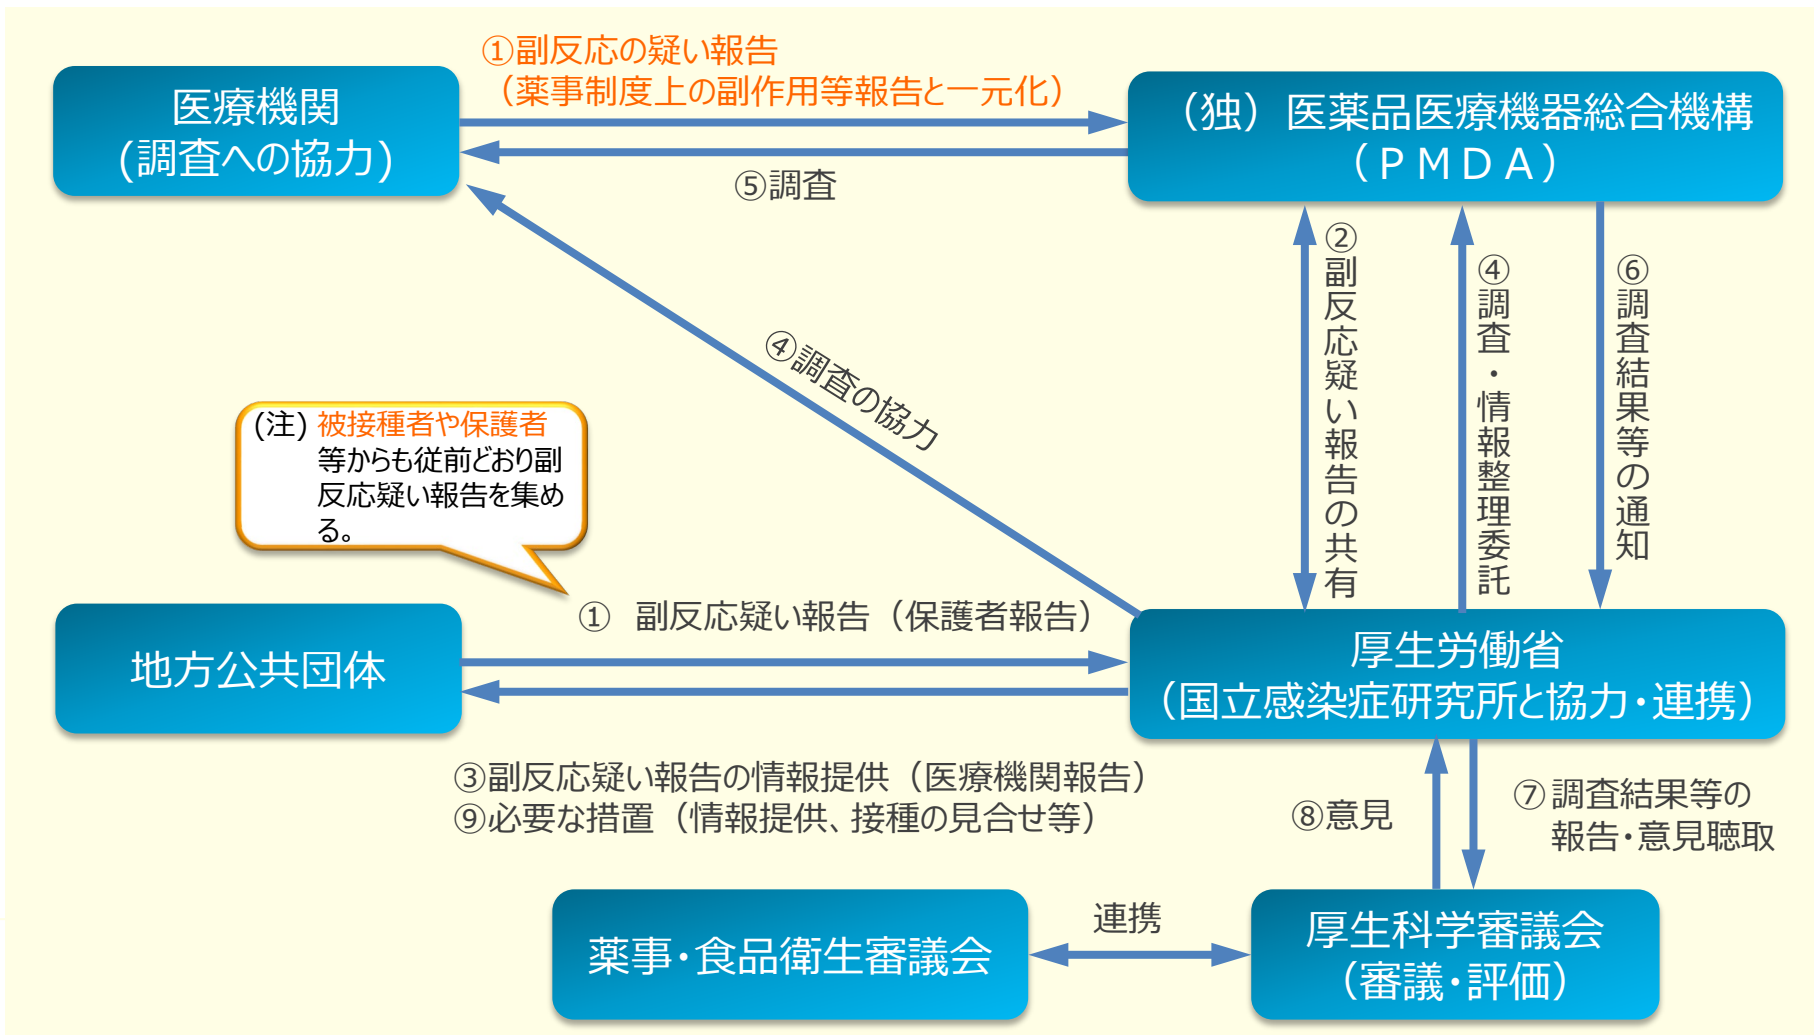 ①副反応の疑い報告
（薬事制度上の副作用等報告と一元化）
医療機関
(調査への協力)
（独）医薬品医療機器総合機構
（ＰＭＤＡ）
⑤調査
②副反応疑い報告の共有
④調査・情報整理委託
⑥調査結果等の通知
④調査の協力
(注) 被接種者や保護者
等からも従前どおり副
反応疑い報告を集め
る。
①　副反応疑い報告（保護者報告）
地方公共団体
厚生労働省
（国立感染症研究所と協力・連携）
③副反応疑い報告の情報提供（医療機関報告）
⑨必要な措置（情報提供、接種の見合せ等）
⑧意見
⑦調査結果等の
報告・意見聴取
連携
薬事・食品衛生審議会
厚生科学審議会
（審議・評価）